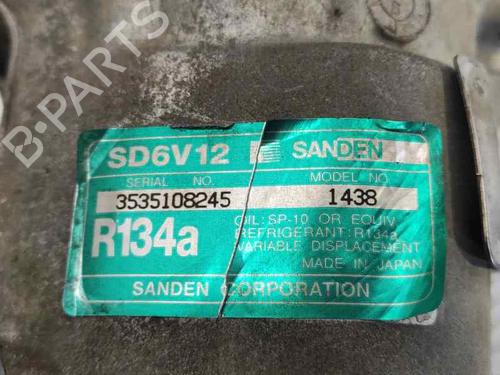 B-PARTS
SD6V12 SANDEN
SERIAL NO. MODEL NO.
3535108245 1438
R134a
OIL: SP-10 OR EQUIV
REFRIGERANT: R134a
VARIABLE DISPLACEMENT
MADE IN JAPAN
SANDEN CORPORATION